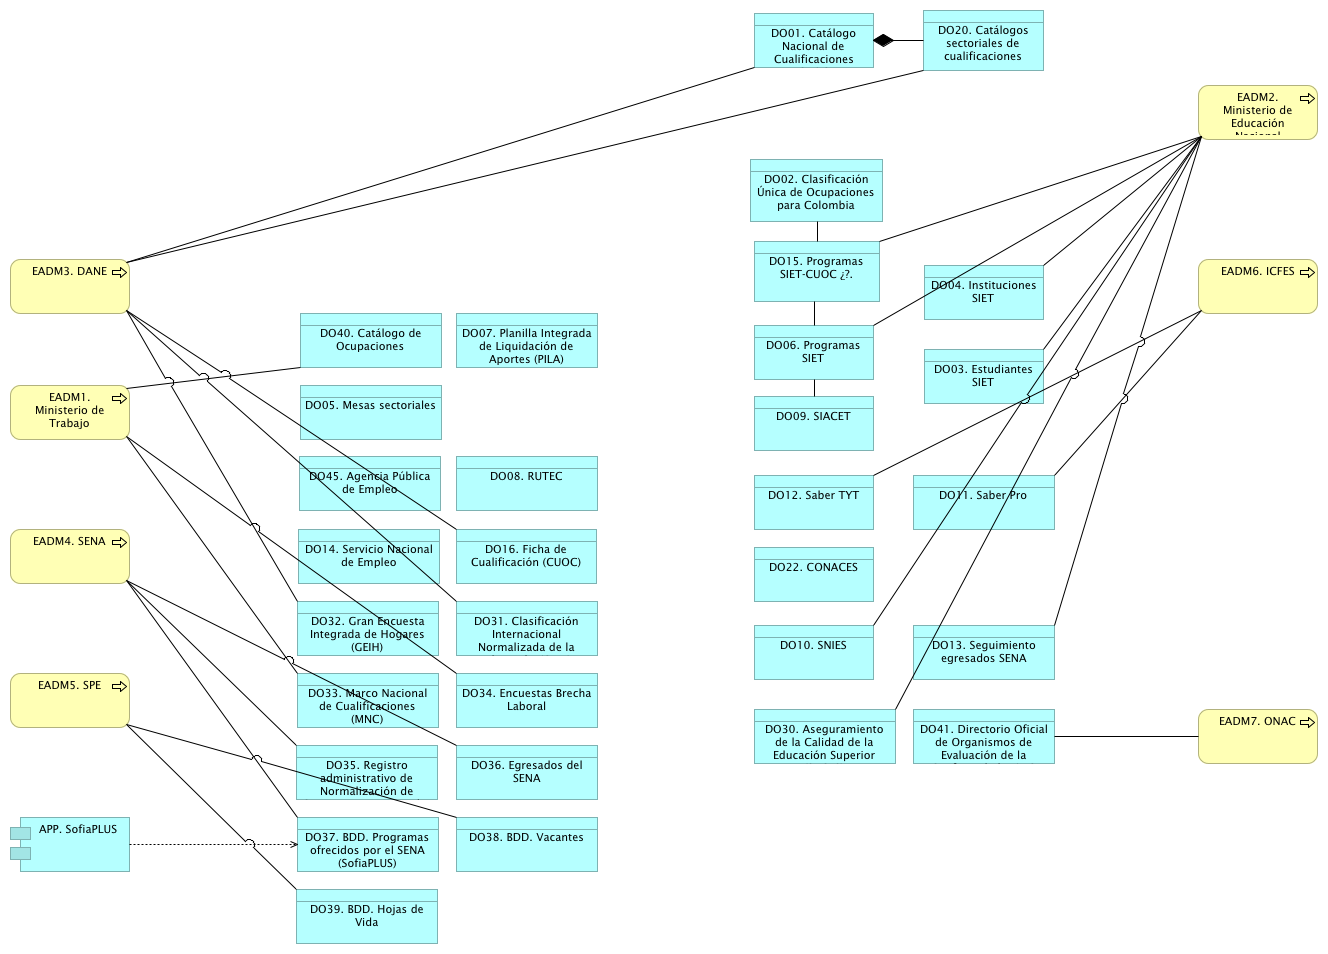 DO01. Catálogo
Nacional de
Cualificaciones
DO20. Catálogos
sectoriales de
cualificaciones
EADM2.
Ministerio de
Educación
Nacional
DO02. Clasificación
Única de Ocupaciones
para Colombia
DO15. Programas
SIET-CUOC ¿?.
DO04. Instituciones
SIET
EADM3. DANE
EADM6. ICFES
DO40. Catálogo de
Ocupaciones
DO07. Planilla Integrada
de Liquidación de
Aportes (PILA)
DO06. Programas
SIET
DO03. Estudiantes
SIET
EADM1.
Ministerio de
Trabajo
DO05. Mesas sectoriales
DO09. SIACET
DO45. Agencia Pública
de Empleo
DO08. RUTEC
DO12. Saber TYT
DO11. Saber Pro
EADM4. SENA
DO14. Servicio Nacional
de Empleo
DO16. Ficha de
Cualificación (CUOC)
DO22. CONACES
DO32. Gran Encuesta
Integrada de Hogares
(GEIH)
DO31. Clasificación
Internacional
Normalizada de la
DO10. SNIES
DO13. Seguimiento
egresados SENA
EADM5. SPE
DO33. Marco Nacional
de Cualificaciones
(MNC)
DO34. Encuestas Brecha
Laboral
DO30. Aseguramiento
de la Calidad de la
Educación Superior
DO41. Directorio Oficial
de Organismos de
Evaluación de la
EADM7. ONAC
DO35. Registro
administrativo de
Normalización de
DO36. Egresados del
SENA
APP. SofiaPLUS
DO37. BDD. Programas
ofrecidos por el SENA
(SofiaPLUS)
DO38. BDD. Vacantes
DO39. BDD. Hojas de
Vida